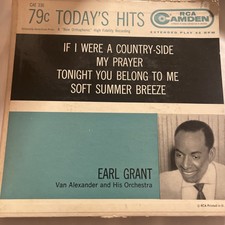 79c TODAY'S HITS
RCA
CAMDEN
EXTENDED PLAY 45 RPM
IF I WERE A COUNTRY-SIDE
MY PRAYER
TONIGHT YOU BELONG TO ME
SOFT SUMMER BREEZE
EARL GRANT
Van Alexander and His Orchestra